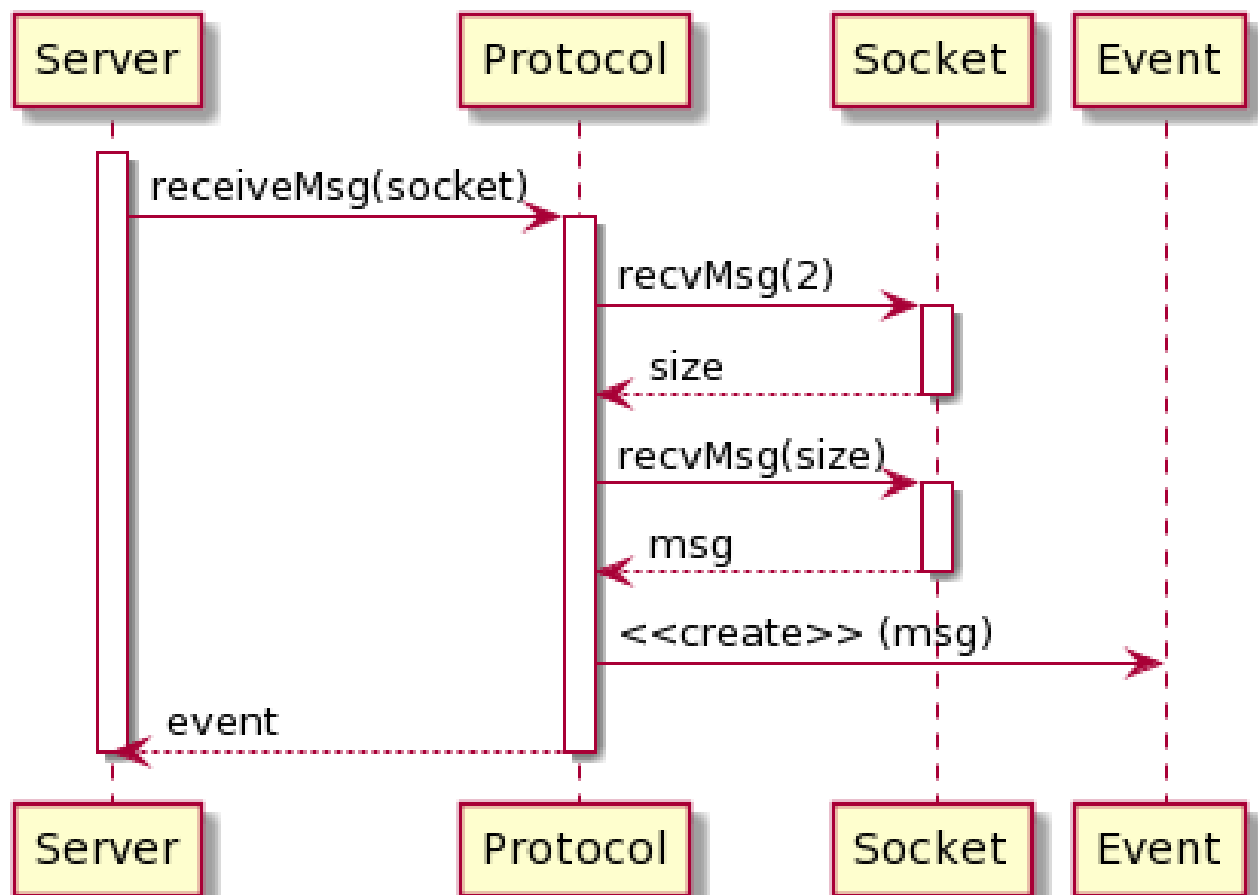 Server Protocol Socket Event
receiveMsg(socket)
recvMsg(2)
size
recvMsg(size)
msg
<<create>> (msg)
event
Server Protocol Socket Event